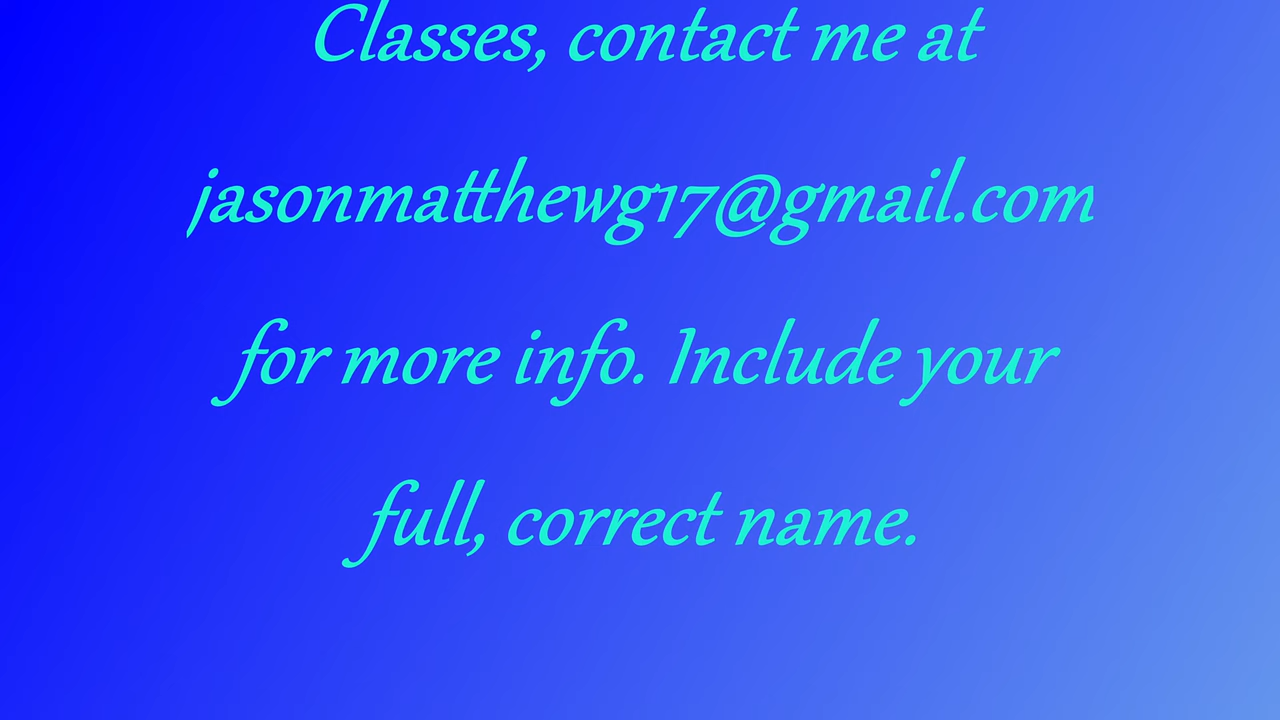 Classes, contact me at
jasonmatthewg17@gmail.com
for more info. Include your
full, correct name.